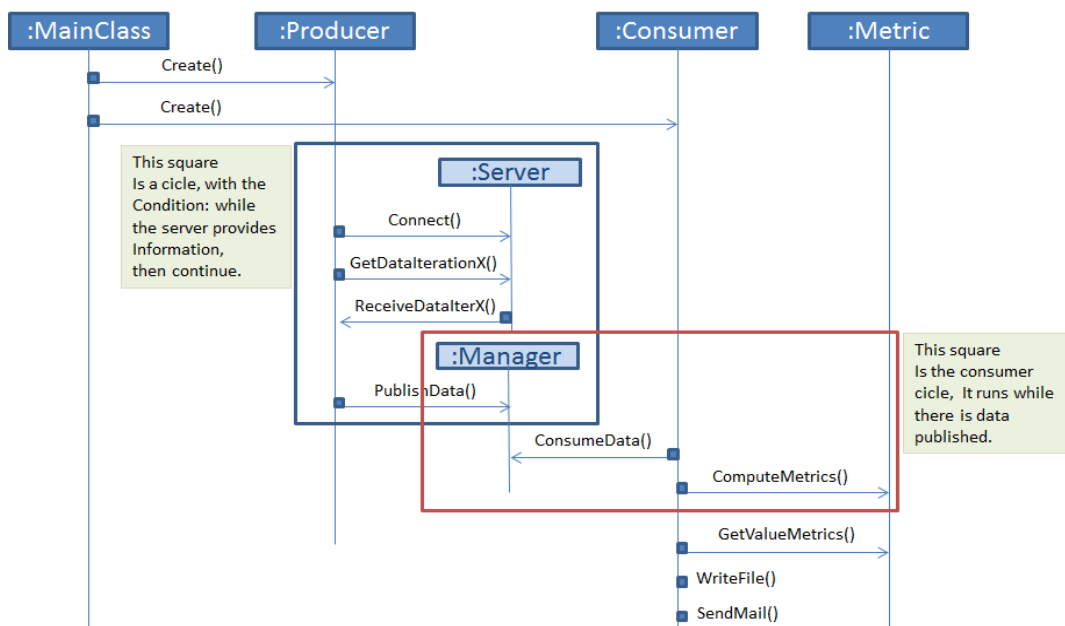 :MainClass
:Producer
:Consumer
:Metric
Create()
Create()
This square
Is a cicle, with the
Condition: while
the server provides
Information,
then continue.
:Server
Connect()
GetDataIterationX()
ReceiveDataIterX()
:Manager
PublishData()
This square
Is the consumer
cicle, It runs while
there is data
published.
ConsumeData()
ComputeMetrics()
GetValueMetrics()
WriteFile()
SendMail()